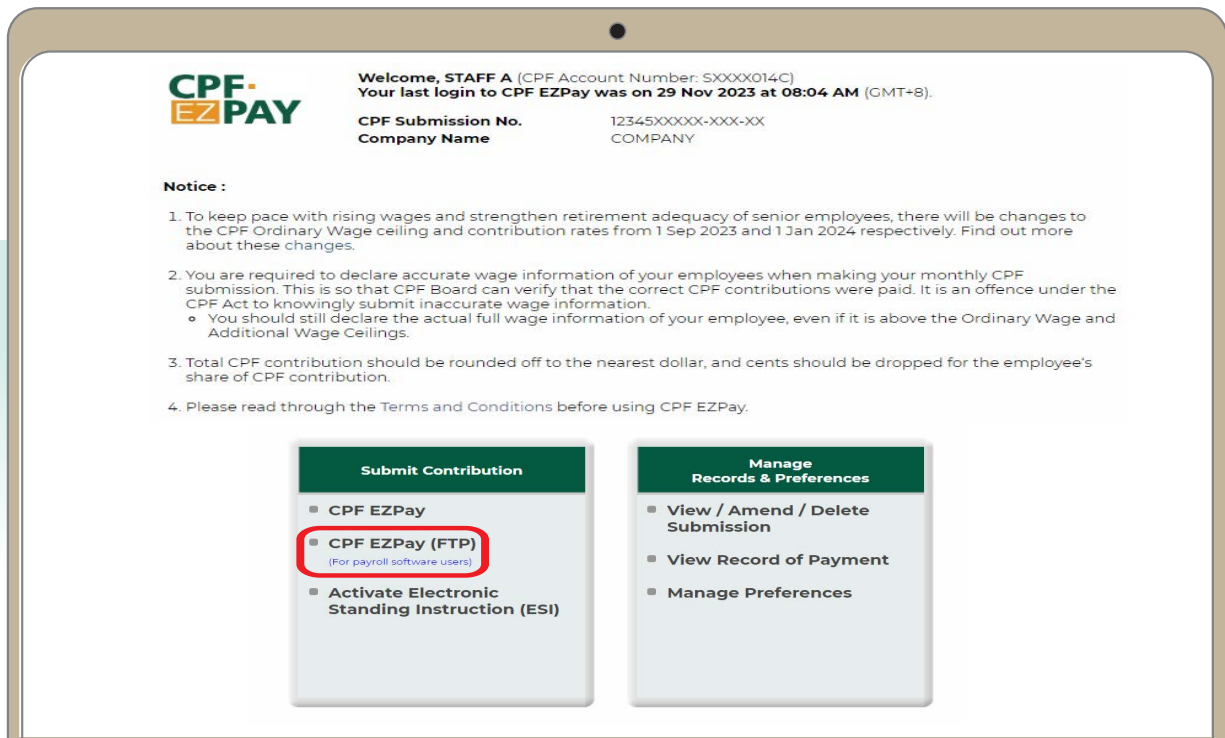 CPF-
EZ PAY
Welcome, STAFF A (CPF Account Number: SXXXX014C)
Your last login to CPF EZPay was on 29 Nov 2023 at 08:04 AM (GMT+8).
CPF Submission No. 12345XXXXX-XXX-XX
Company Name COMPANY
Notice :
1. To keep pace with rising wages and strengthen retirement adequacy of senior employees, there will be changes to
the CPF Ordinary Wage ceiling and contribution rates from 1 Sep 2023 and 1 Jan 2024 respectively. Find out more
about these changes.
2. You are required to declare accurate wage information of your employees when making your monthly CPF
submission. This is so that CPF Board can verify that the correct CPF contributions were paid. It is an offence under the
CPF Act to knowingly submit inaccurate wage information.
You should still declare the actual full wage information of your employee, even if it is above the Ordinary Wage and
Additional Wage Ceilings.
3. Total CPF contribution should be rounded off to the nearest dollar, and cents should be dropped for the employee's
share of CPF contribution.
4. Please read through the Terms and Conditions before using CPF EZPay.
Submit Contribution
CPF EZPay
CPF EZPay (FTP)
(For payroll software users)
Activate Electronic
Standing Instruction (ESI)
Manage
Records & Preferences
View / Amend / Delete
Submission
View Record of Payment
Manage Preferences